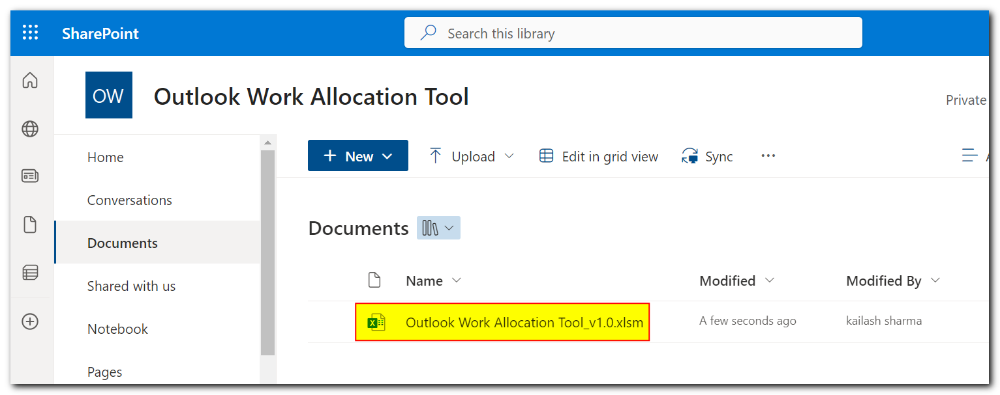 SharePoint
Search this library
OW
Outlook Work Allocation Tool
Private
Home
Conversations
Documents
Shared with us
Notebook
Pages
New
Upload
Edit in grid view
Sync
Documents
Name Modified Modified By
Outlook Work Allocation Tool_v1.0.xlsm A few seconds ago kailash sharma